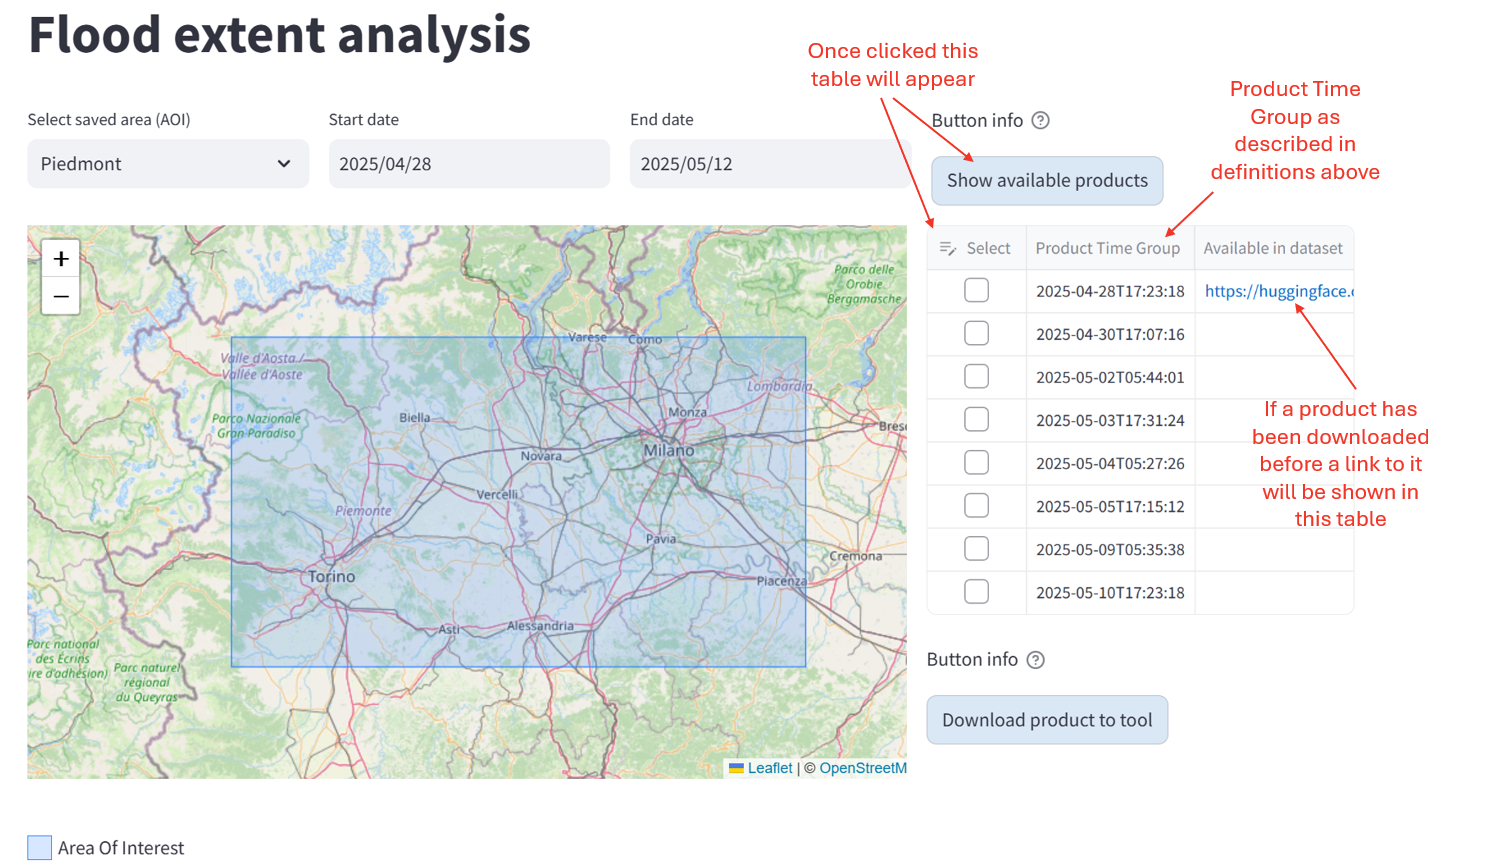 Flood extent analysis
Once clicked this
table will appear
Product Time
Group as
described in
definitions above
Select saved area (AOI)
Start date
End date
Button info
Piedmont
2025/04/28
2025/05/12
Show available products
Select
Product Time Group
Available in dataset
2025-04-28T17:23:18
https://huggingface.c
2025-04-30T17:07:16
2025-05-02T05:44:01
2025-05-03T17:31:24
2025-05-04T05:27:26
2025-05-05T17:15:12
2025-05-09T05:35:38
2025-05-10T17:23:18
If a product has
been downloaded
before a link to it
will be shown in
this table
+
−
Parco delle
Orobie
Bergamasche
Varese
Como
Valle d'Aosta /
Vallée d'Aoste
Lombardia
Biella
Monza
Parco Nazionale
Gran Paradiso
Bresc
Milano
Novara
Vercelli
Piemonte
Pavia
Cremona
Torino
Piacenza
Asti
Alessandria
Parc national
des Écrins
ire d'adhésion)
Parc naturel
régional
du Queyras
Leaflet | © OpenStreetM
Button info
Download product to tool
Area Of Interest